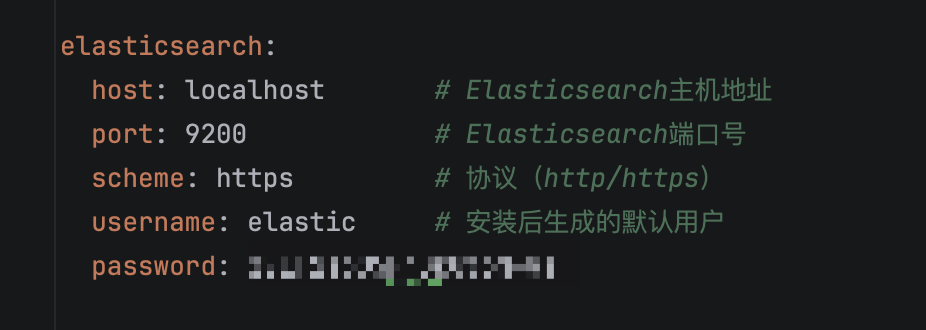 elasticsearch:
host: localhost # Elasticsearch主机地址
port: 9200 # Elasticsearch端口号
scheme: https # 协议（http/https）
username: elastic # 安装后生成的默认用户
password: